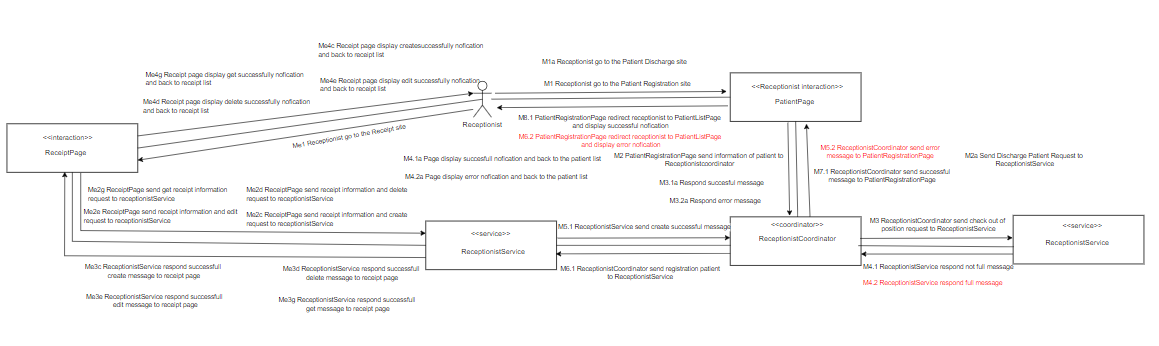 Me4c Receipt page display createsuccessfully nofication
and back to receipt list
M1a Receptionist go to the Patient Discharge site
Me4g Receipt page display get successfully nofication
and back to receipt list
Me4e Receipt page display edit successfully nofication
and back to receipt list
M1 Receptionist go to the Patient Registration site
<<Receptionist interaction>>
PatientPage
Me4d Receipt page display delete successfully nofication
and back to receipt list
Receptionist
M8.1 PatientRegistrationPage redirect receptionist to PatientListPage
and display successful nofication
M6.2 PatientRegistrationPage redirect receptionist to PatientListPage
and display error nofication
<<interaction>>
ReceiptPage
Me1 Receptionist go to the Receipt site
M4.1a Page display successfull nofication and back to the patient list
M4.2a Page display error nofication and back to the patient list
M2 PatientRegistrationPage send information of patient to
Receptionistcoordinator
M3.1a Respond succesful message
M3.2a Respond error message
M5.2 ReceptionistCoordinator send error
message to PatientRegistrationPage
M7.1 ReceptionistCoordinator send successful
message to PatientRegistrationPage
M2a Send Discharge Patient Request to
ReceptionistService
Me2g ReceiptPage send get receipt information
request to receptionistService
Me2d ReceiptPage send receipt information and delete
request to receptionistService
Me2e ReceiptPage send receipt information and edit
request to receptionistService
Me2c ReceiptPage send receipt information and create
request to receptionistService
<<service>>
ReceptionistService
M5.1 ReceptionistService send create successful message
<<coordinator>>
ReceptionistCoordinator
M3 ReceptionistCoordinator send check out of
position request to ReceptionistService
<<service>>
ReceptionistService
M6.1 ReceptionistCoordinator send registration patient
to ReceptionistService
M4.1 ReceptionistService respond not full message
M4.2 ReceptionistService respond full message
Me3c ReceptionistService respond successfull
create message to receipt page
Me3d ReceptionistService respond successfull
delete message to receipt page
Me3e ReceptionistService respond successfull
edit message to receipt page
Me3g ReceptionistService respond successfull
get message to receipt page